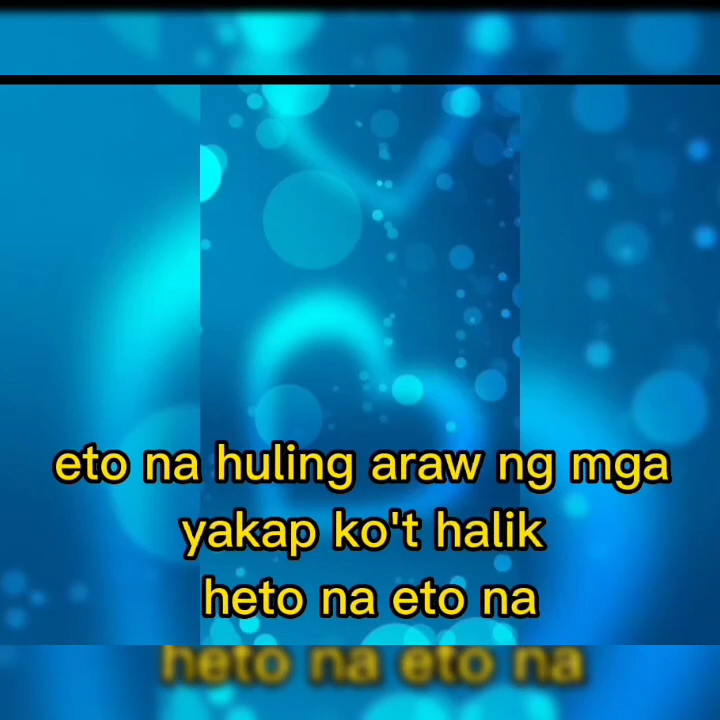 eto na huling araw ng mga
yakap ko't halik
heto na eto na
heto na eto na